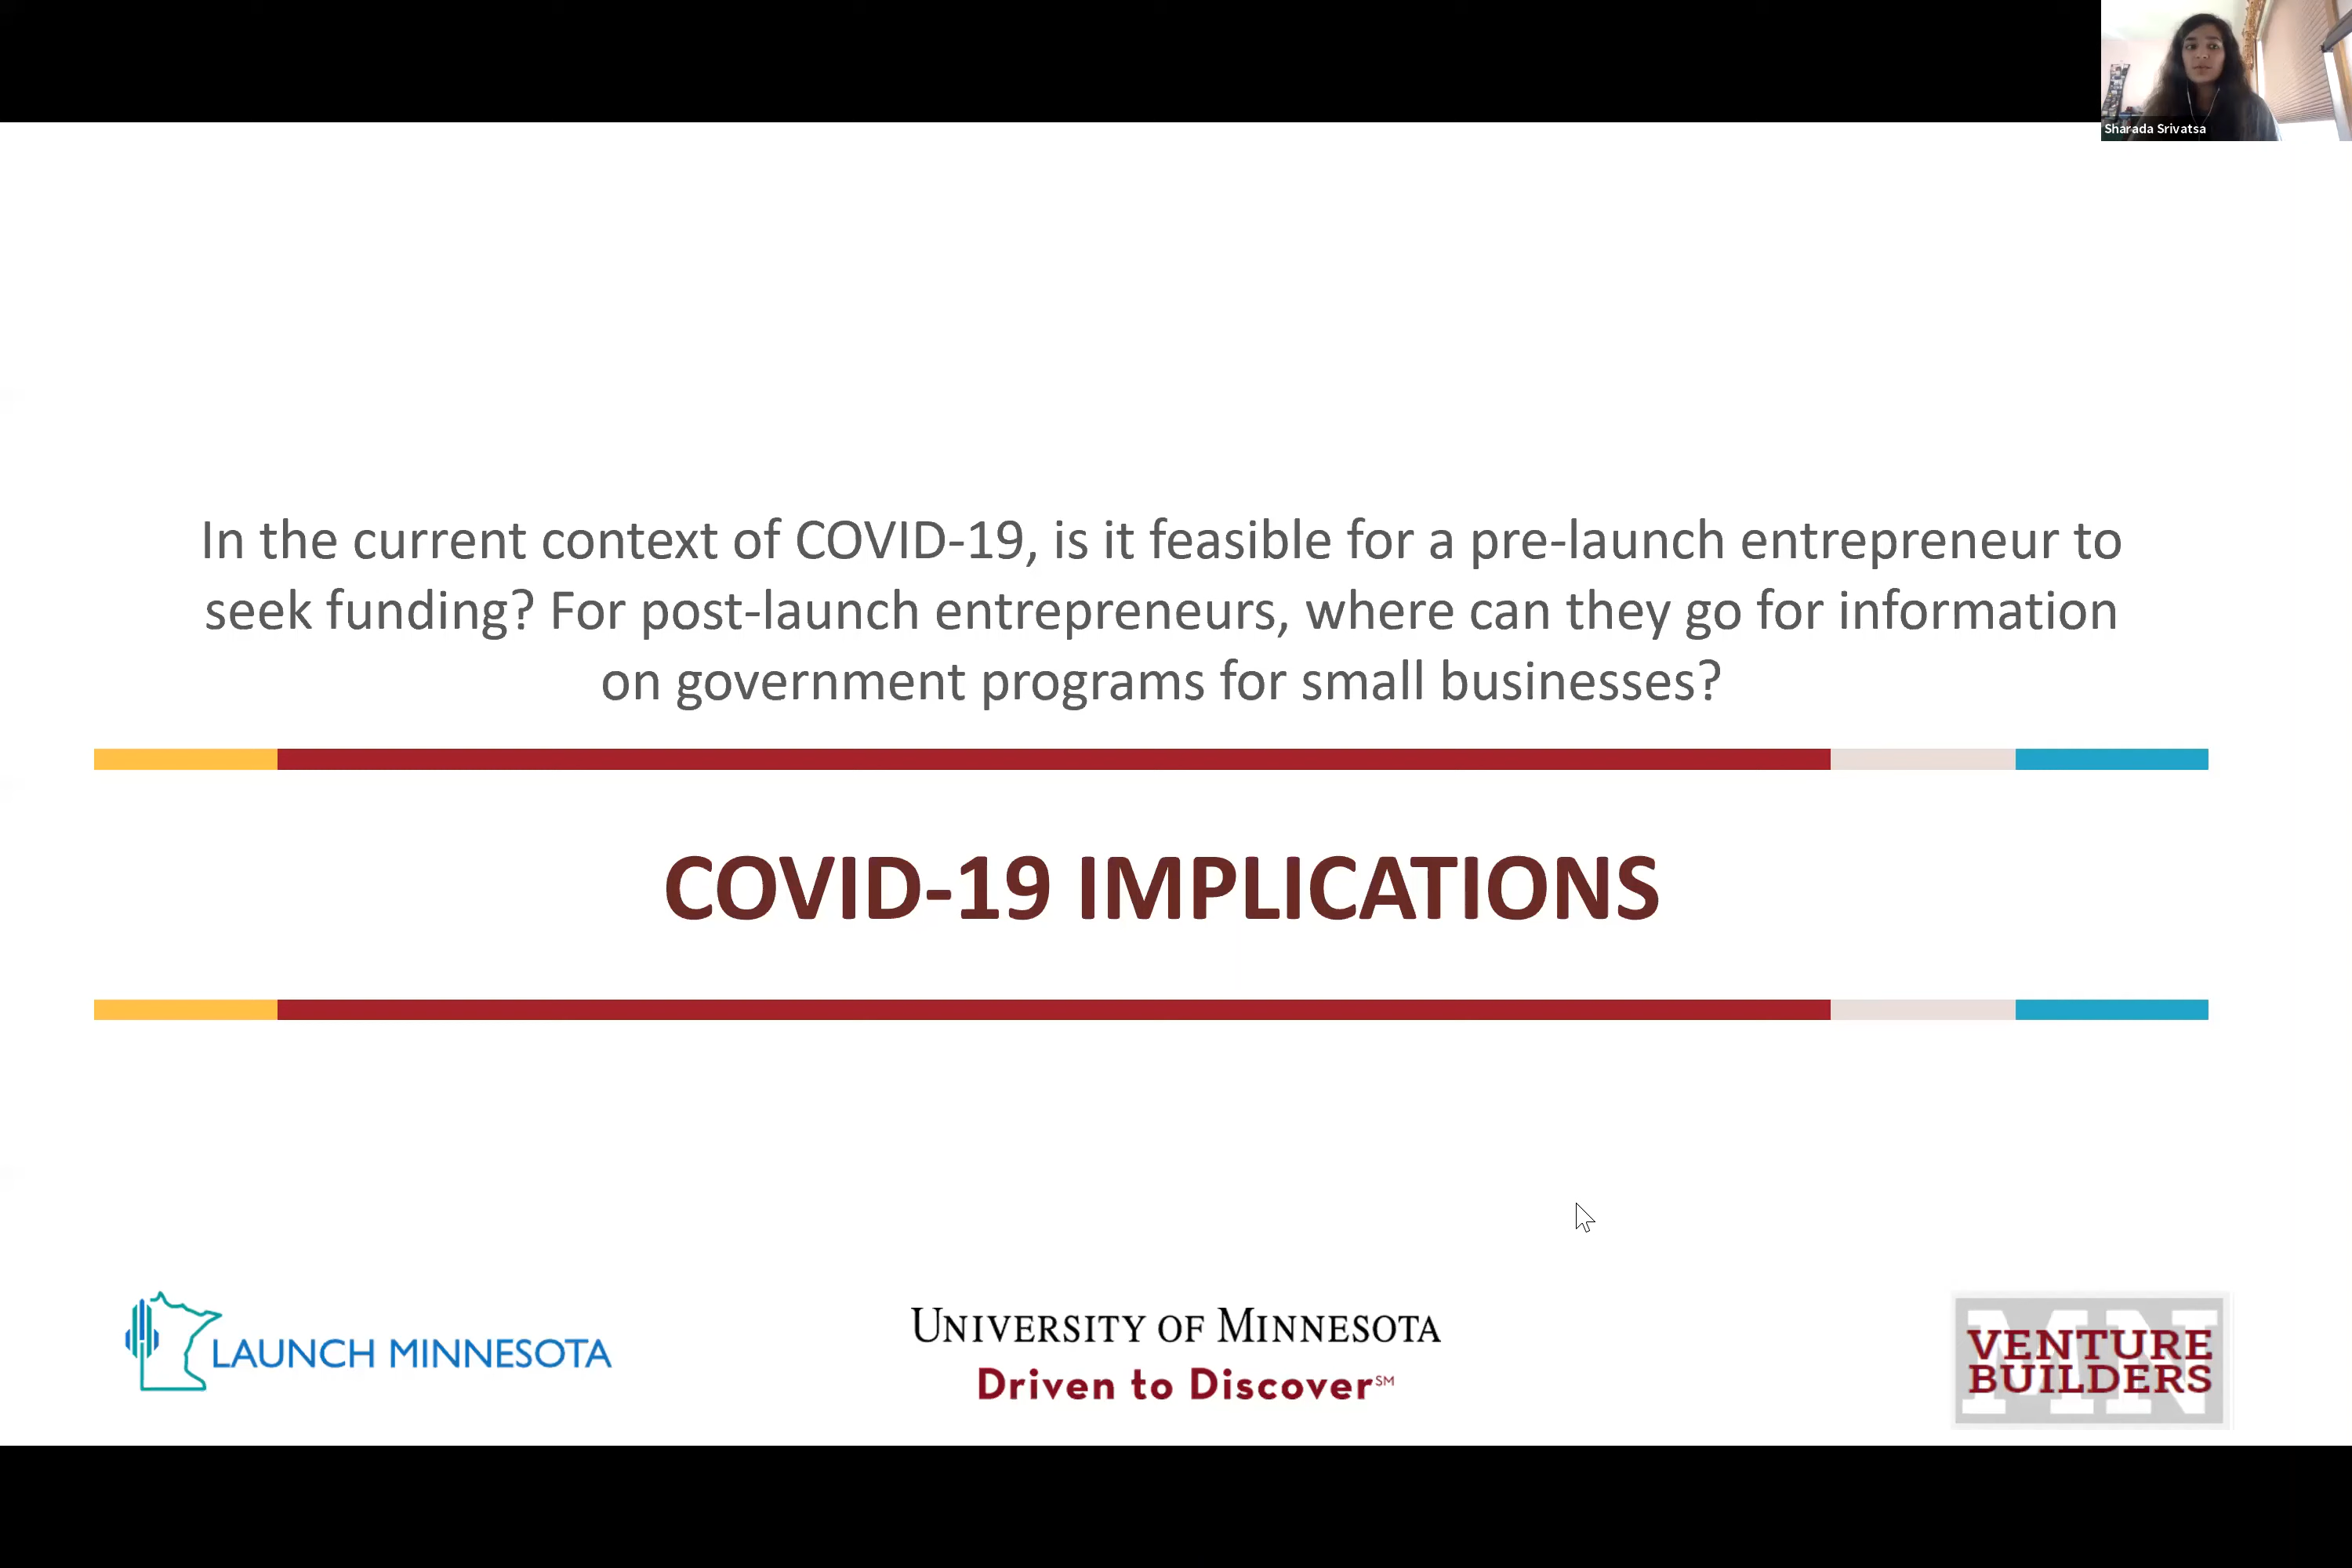 Sharada Srivatsa
In the current context of COVID-19, is it feasible for a pre-launch entrepreneur to
seek funding? For post-launch entrepreneurs, where can they go for information
on government programs for small businesses?
COVID-19 IMPLICATIONS
LAUNCH MINNESOTA
UNIVERSITY OF MINNESOTA
Driven to Discover℠
MN
VENTURE
BUILDERS